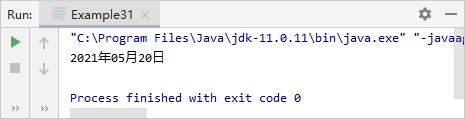 Run: Example31
"C:\Program Files\Java\jdk-11.0.11\bin\java.exe" "-javaag
2021年05月20日
Process finished with exit code 0